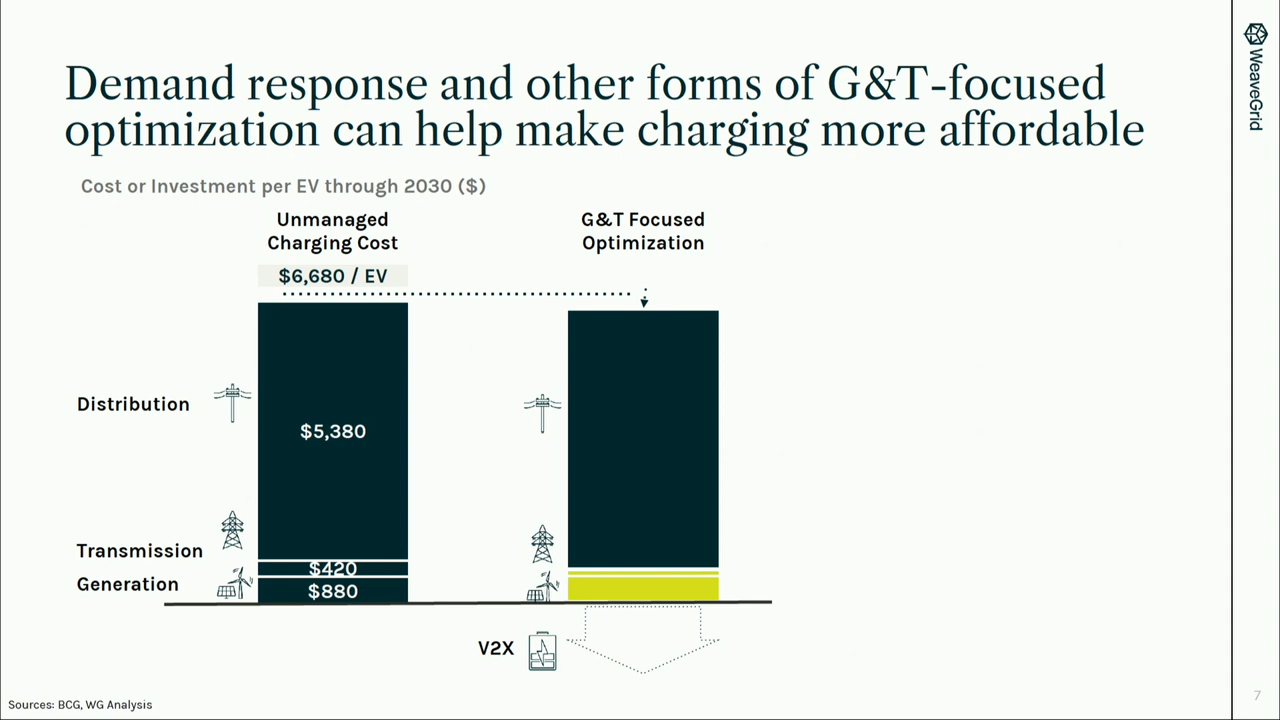 Demand response and other forms of G&T-focused
optimization can help make charging more affordable
WeaveGrid
Cost or Investment per EV through 2030 ($)
Unmanaged
Charging Cost
G&T Focused
Optimization
$6,680 / EV
Distribution
$5,380
Transmission
$420
Generation
$880
V2X
Sources: BCG, WG Analysis
7